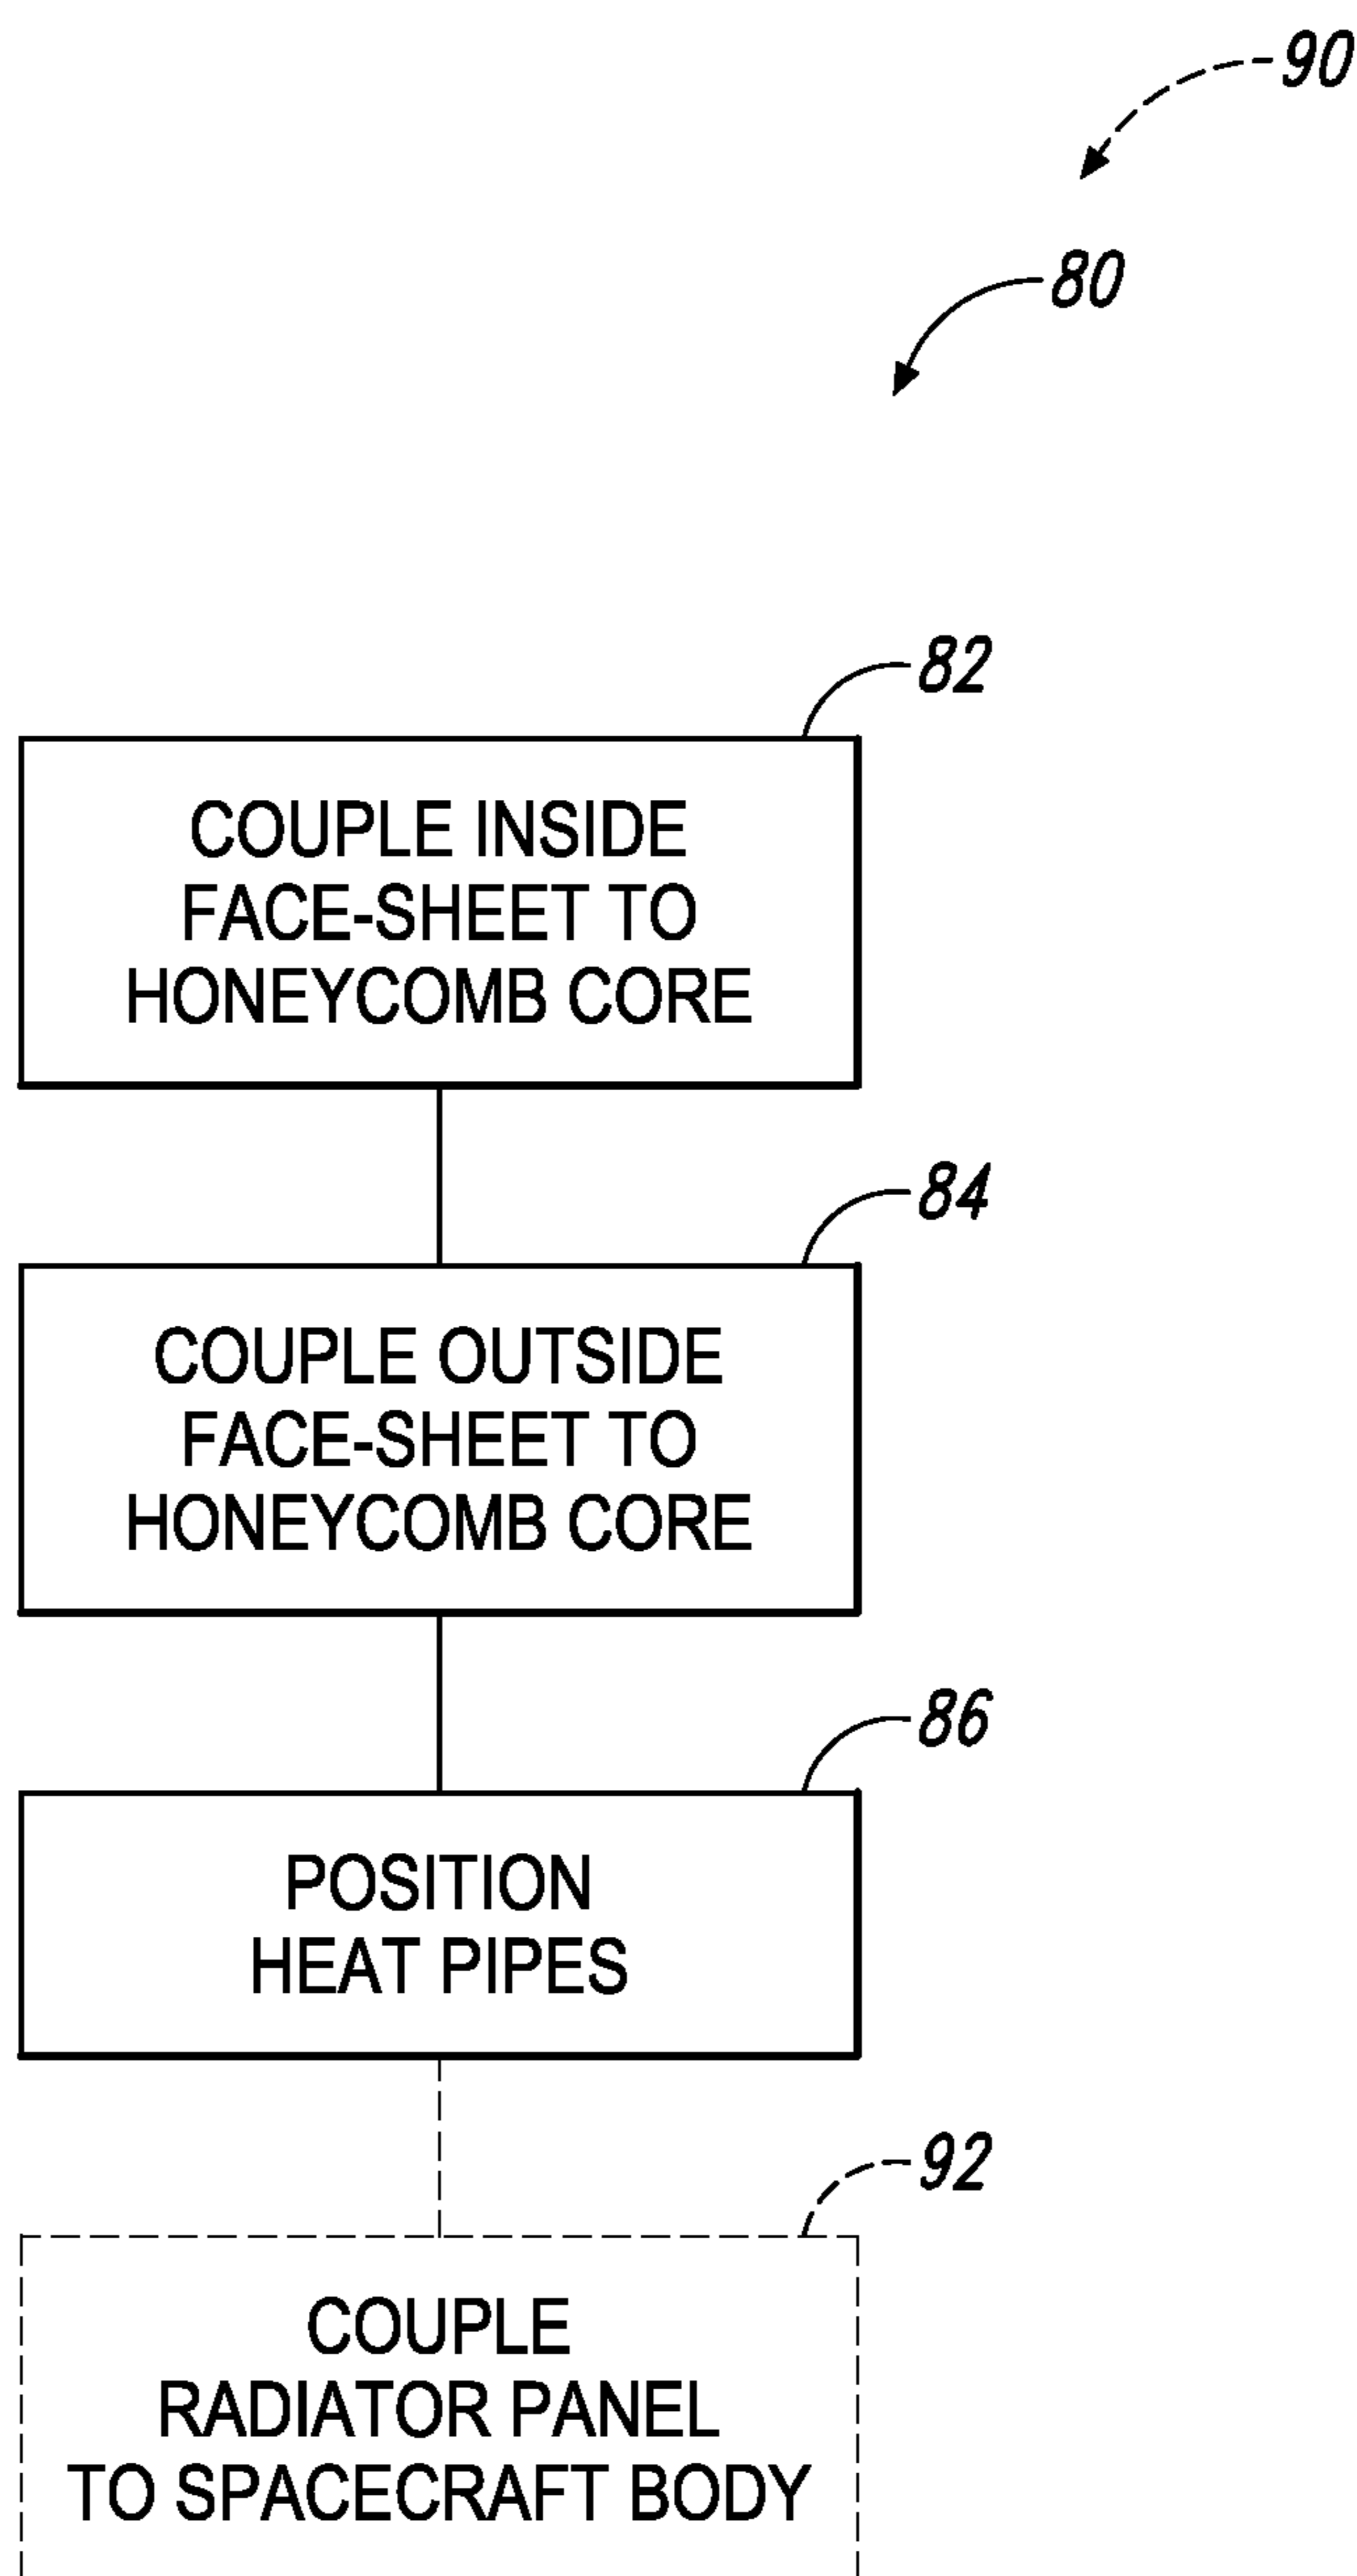 90
80
82
COUPLE INSIDE
FACE-SHEET TO
HONEYCOMB CORE
84
COUPLE OUTSIDE
FACE-SHEET TO
HONEYCOMB CORE
86
POSITION
HEAT PIPES
92
COUPLE
RADIATOR PANEL
TO SPACECRAFT BODY